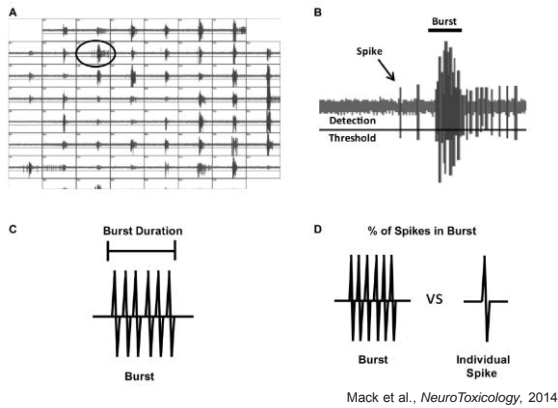 A
B
Burst
Spike
Detection
Threshold
C
Burst Duration
Burst
D
% of Spikes in Burst
VS
Burst
Individual
Spike
Mack et al., NeuroToxicology, 2014